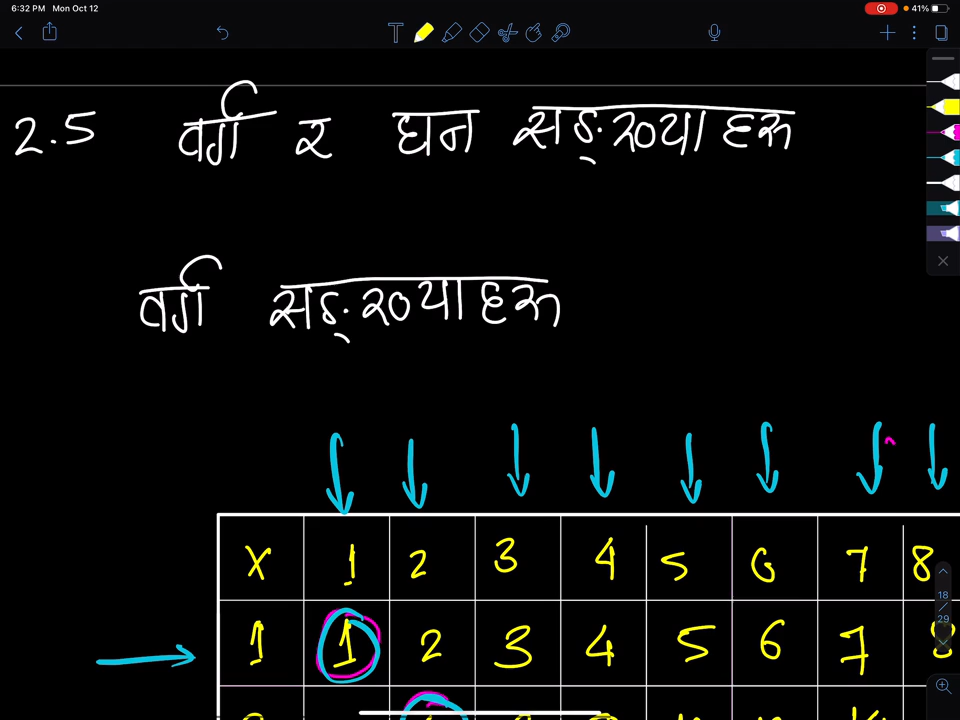 6:32 PM Mon Oct 12 41%
2.5 वर्ग र घन सङ्ख्याहरु
वर्ग सङ्ख्याहरु
X 1 2 3 4 5 6 7 8
1 1 2 3 4 5 6 7 8
18
29